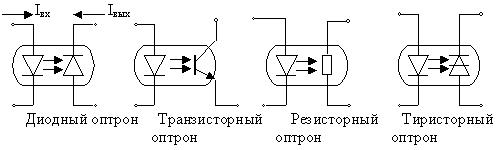 Iвх Iвых
Диодный оптрон Транзисторный Резисторный Тиристорный
оптрон оптрон оптрон